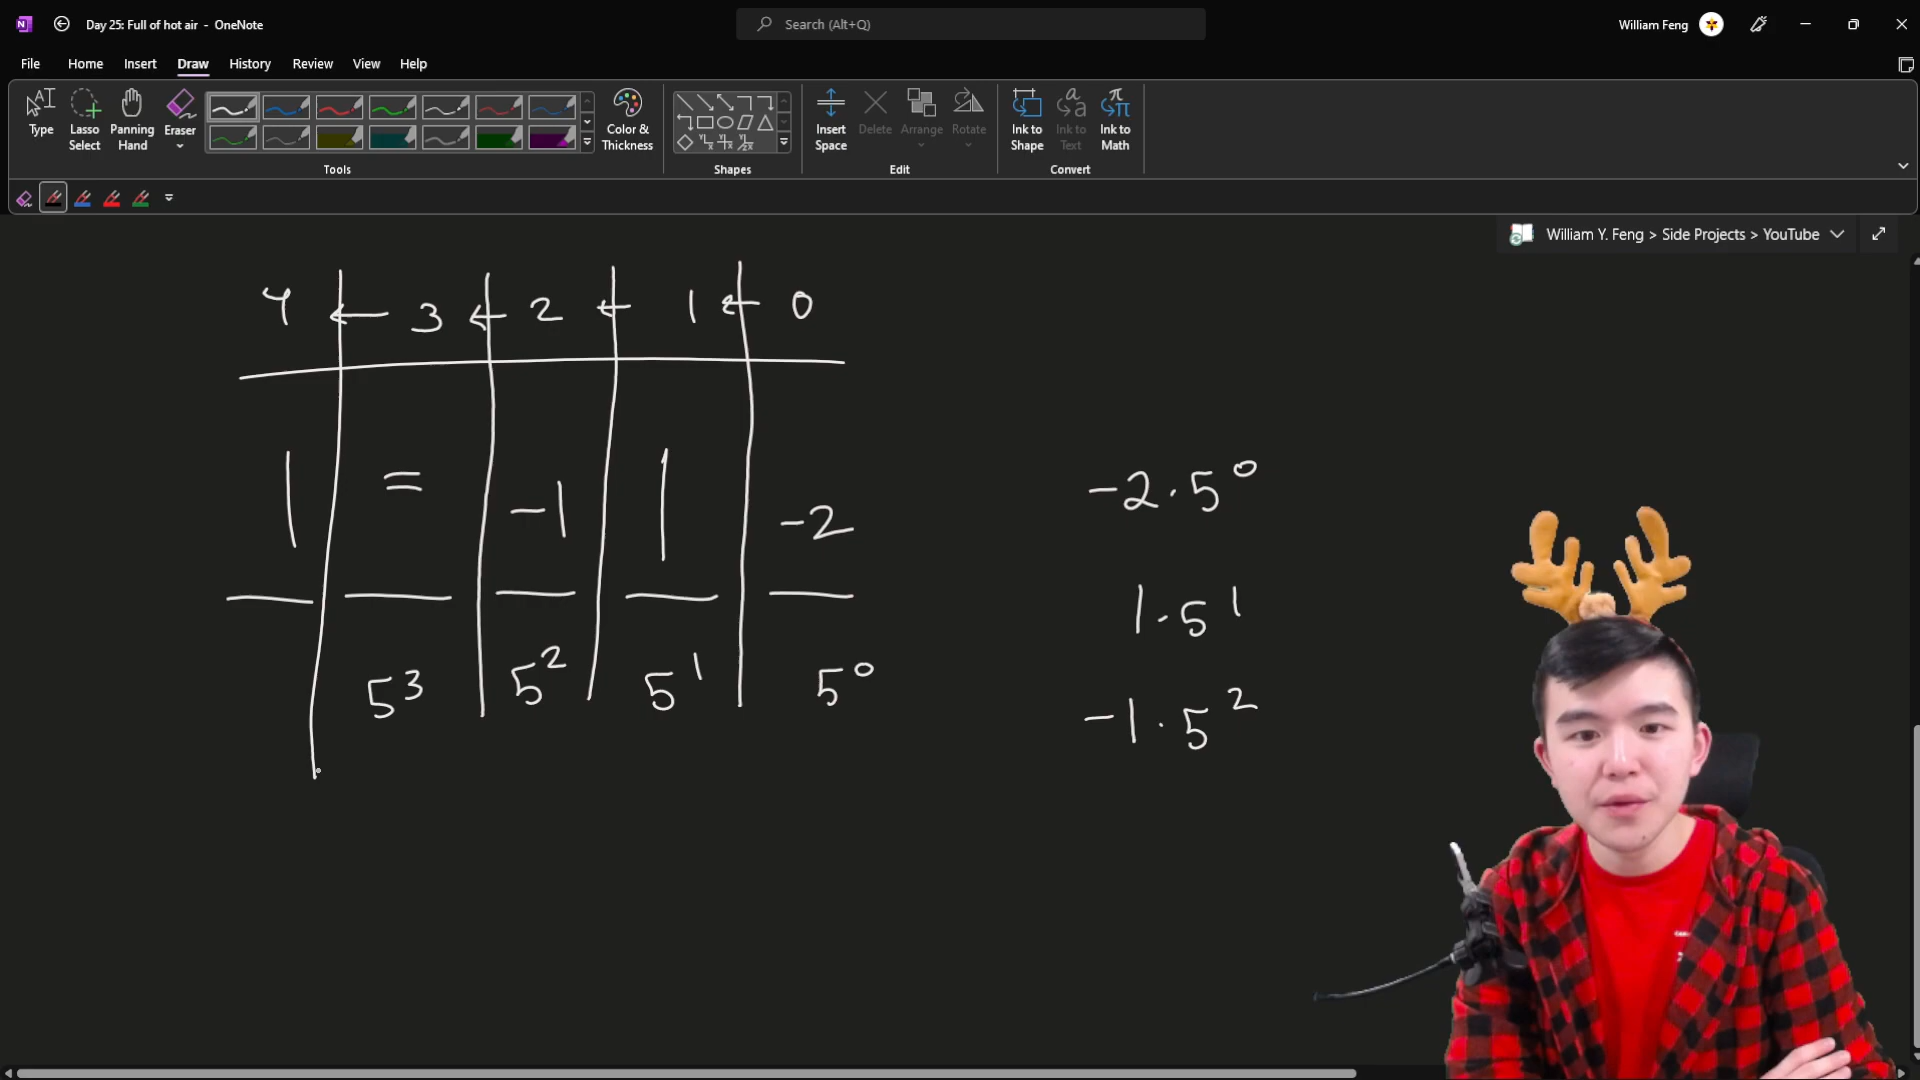 Day 25: Full of hot air - OneNote
Search (Alt+Q)
William Feng
File Home Insert Draw History Review View Help
Type
Lasso Select
Panning Hand
Eraser
Color & Thickness
Insert Space
Delete
Arrange
Rotate
Ink to Shape
Ink to Text
Ink to Math
Tools
Shapes
Edit
Convert
William Y. Feng > Side Projects > YouTube
4 ← 3 ← 2 ← 1 ← 0
1 = -1 1 -2
5³ 5² 5¹ 5⁰
-2·5⁰
1·5¹
-1·5²